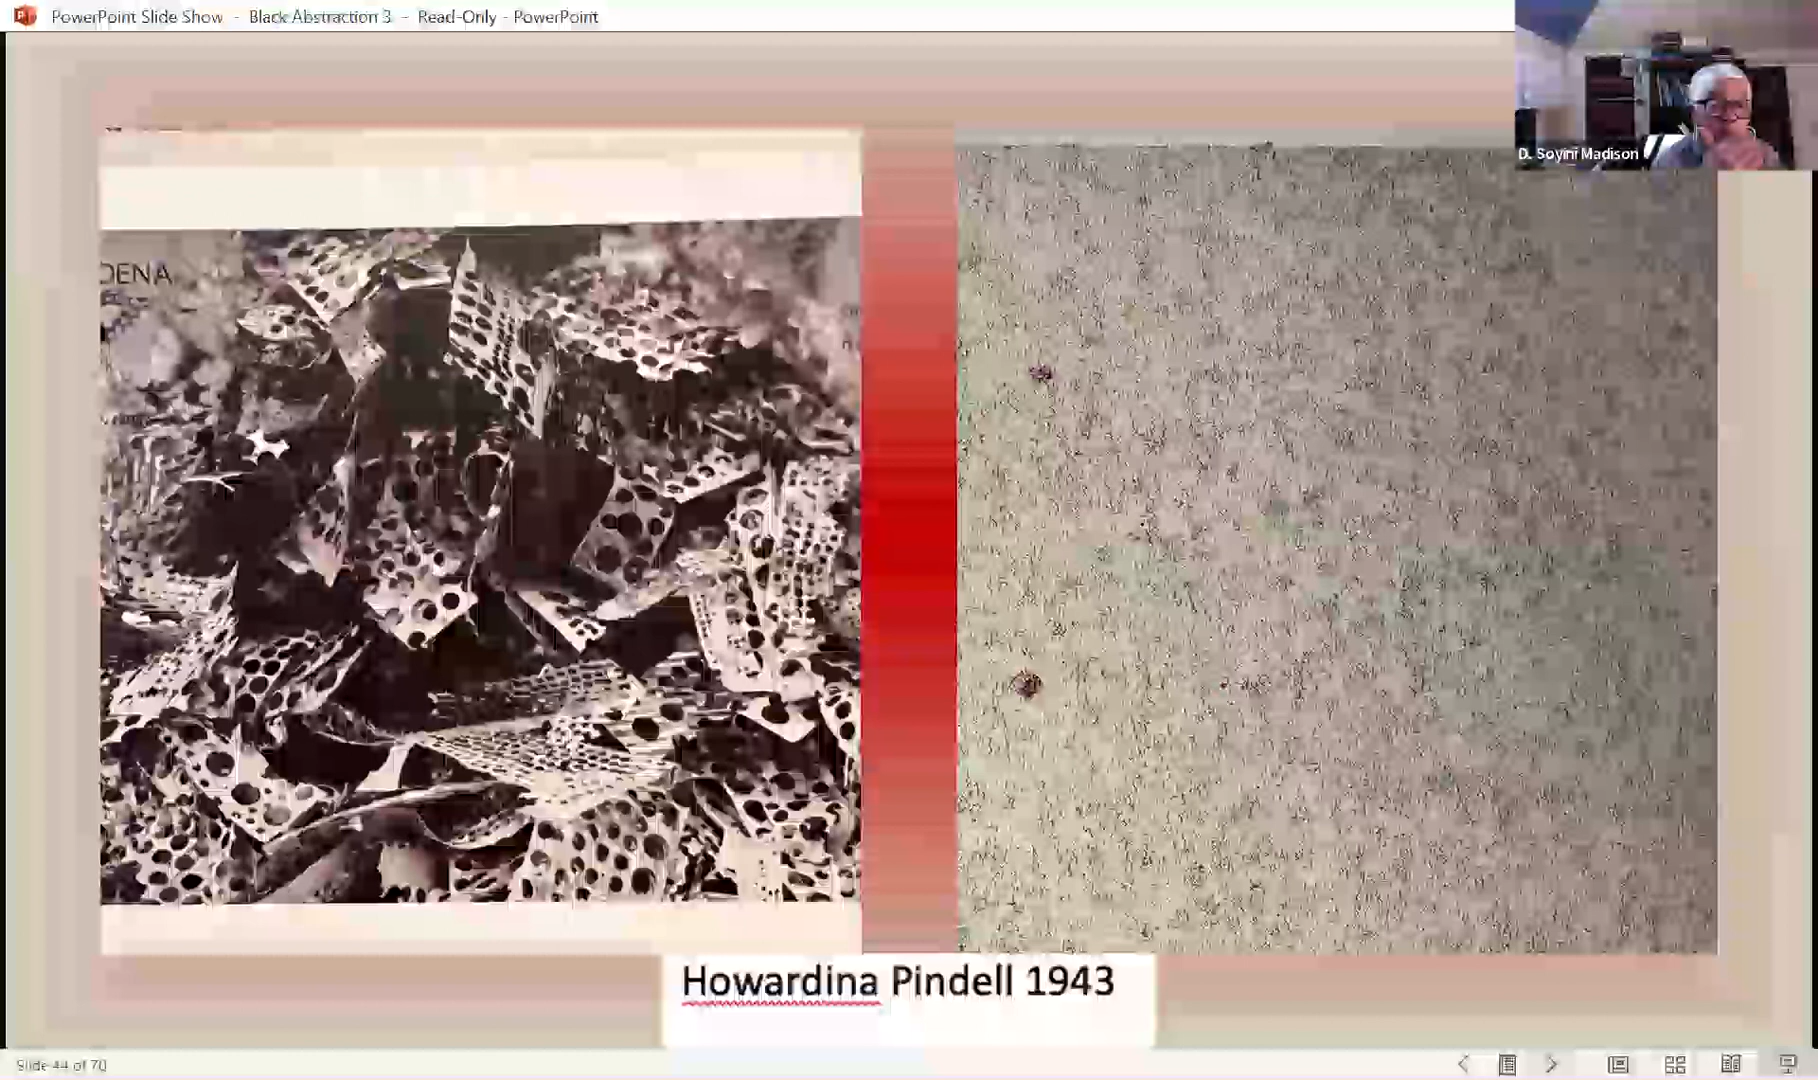 PowerPoint Slide Show - Black Abstraction 3 - Read-Only - PowerPoint
D. Soyini Madison
DENA
Howardina Pindell 1943
Slide 44 of 70